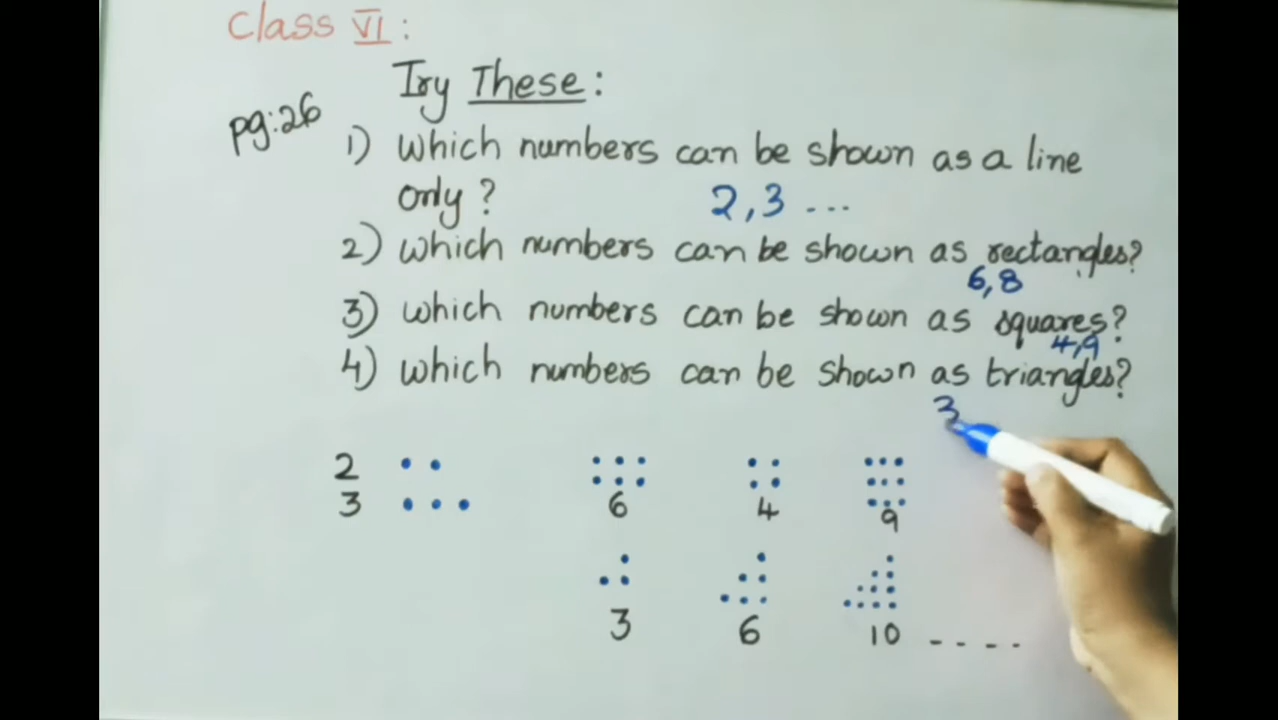 Class VI:
Try These:
pg:26
1) Which numbers can be shown as a line
only? 2,3 ...
2) Which numbers can be shown as rectangles?
6,8
3) which numbers can be shown as squares?
4,9
4) which numbers can be shown as triangles?
3
2
3
6 4 9
3 6 10 ----